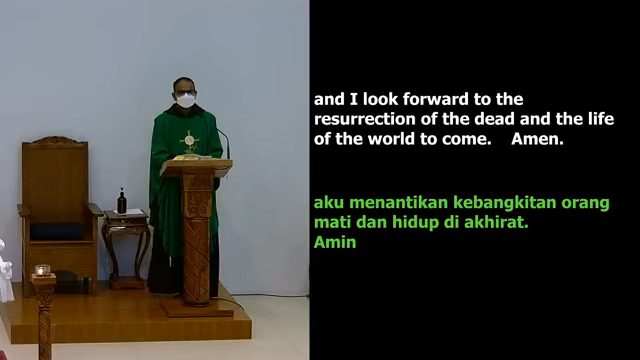 and I look forward to the
resurrection of the dead and the life
of the world to come. Amen.
aku menantikan kebangkitan orang
mati dan hidup di akhirat.
Amin